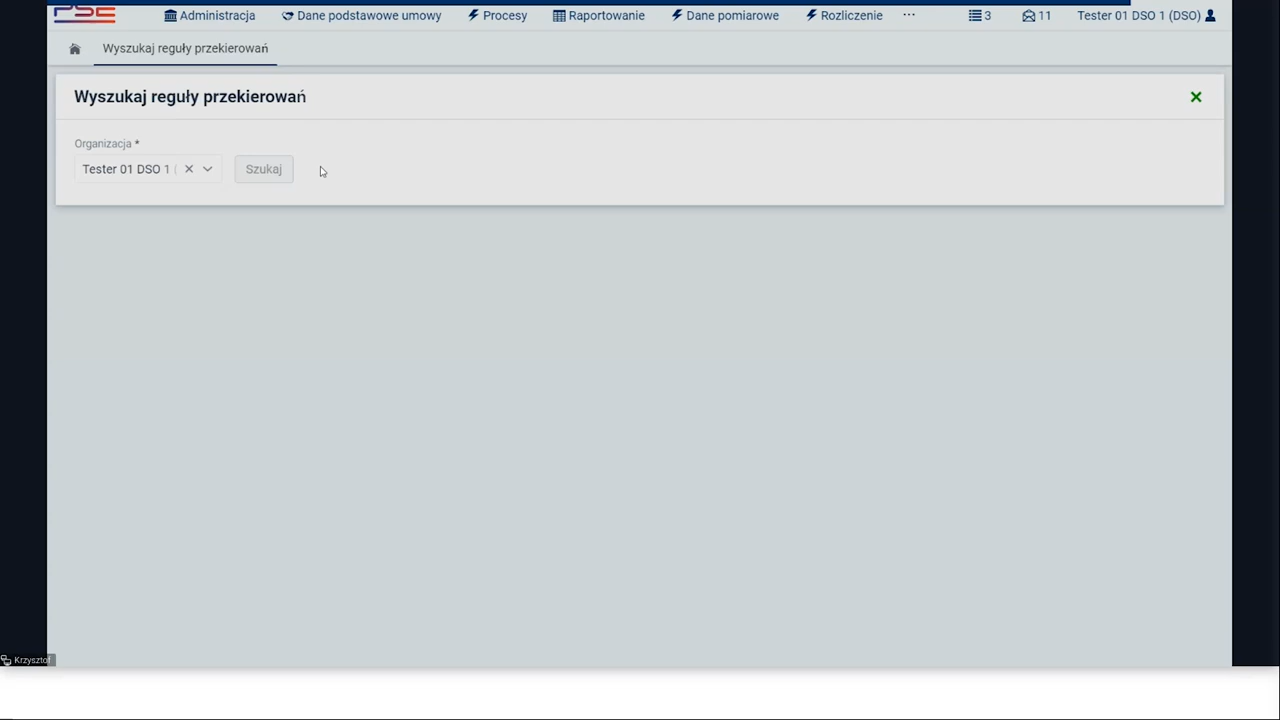 PSE
Administracja Dane podstawowe umowy Procesy Raportowanie Dane pomiarowe Rozliczenie ··· 3 11 Tester 01 DSO 1 (DSO)
Wyszukaj reguły przekierowań
Wyszukaj reguły przekierowań
Organizacja *
Tester 01 DSO 1 ( Szukaj
Krzysztof